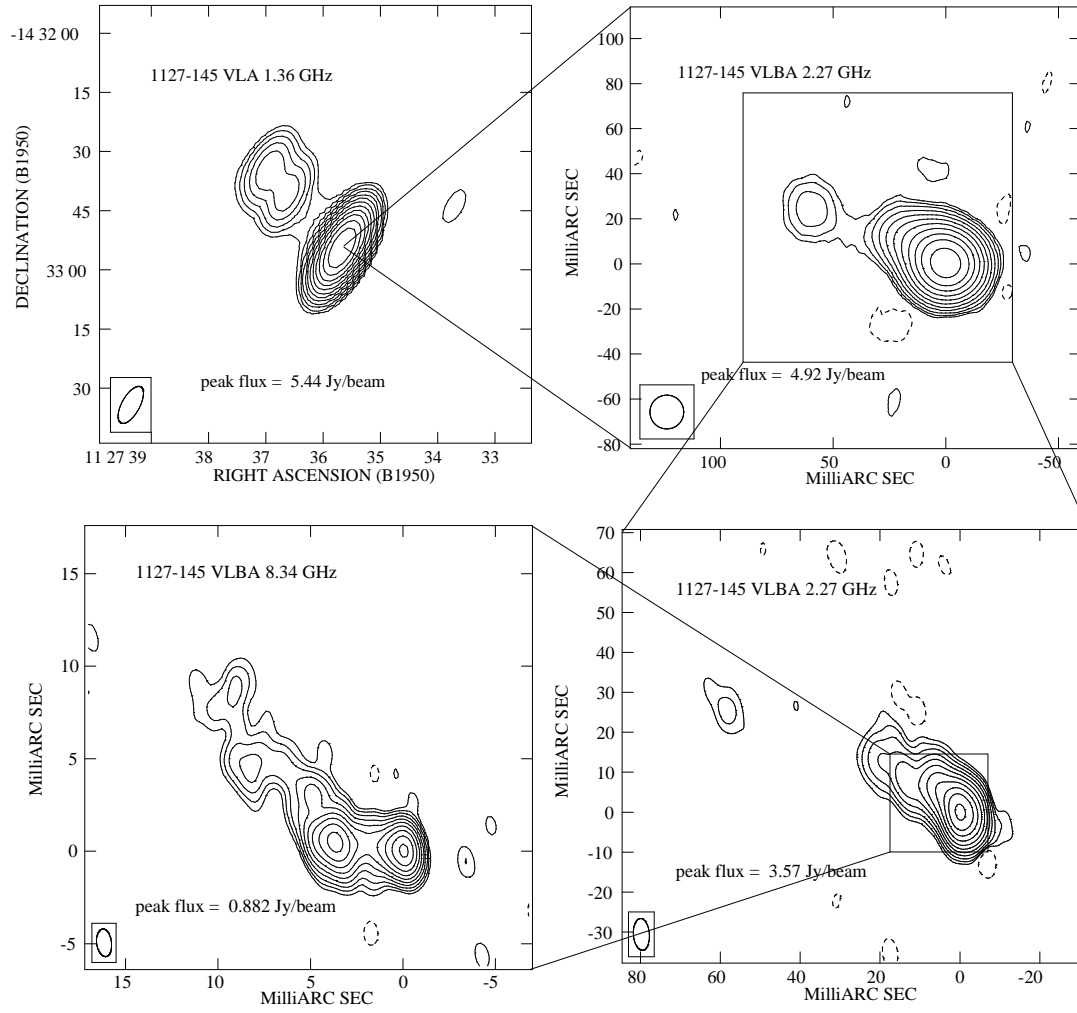 -14 32 00
1127-145 VLA 1.36 GHz
15
30
45
33 00
15
30
DECLINATION (B1950)
peak flux = 5.44 Jy/beam
11 27 39
38
37
36
35
34
33
RIGHT ASCENSION (B1950)
100
80
60
40
20
0
-20
-40
-60
-80
MilliARC SEC
1127-145 VLBA 2.27 GHz
peak flux = 4.92 Jy/beam
100
50
0
-50
MilliARC SEC
15
10
5
0
-5
MilliARC SEC
1127-145 VLBA 8.34 GHz
peak flux = 0.882 Jy/beam
15
10
5
0
-5
MilliARC SEC
70
60
50
40
30
20
10
0
-10
-20
-30
MilliARC SEC
1127-145 VLBA 2.27 GHz
peak flux = 3.57 Jy/beam
80
60
40
20
0
-20
MilliARC SEC